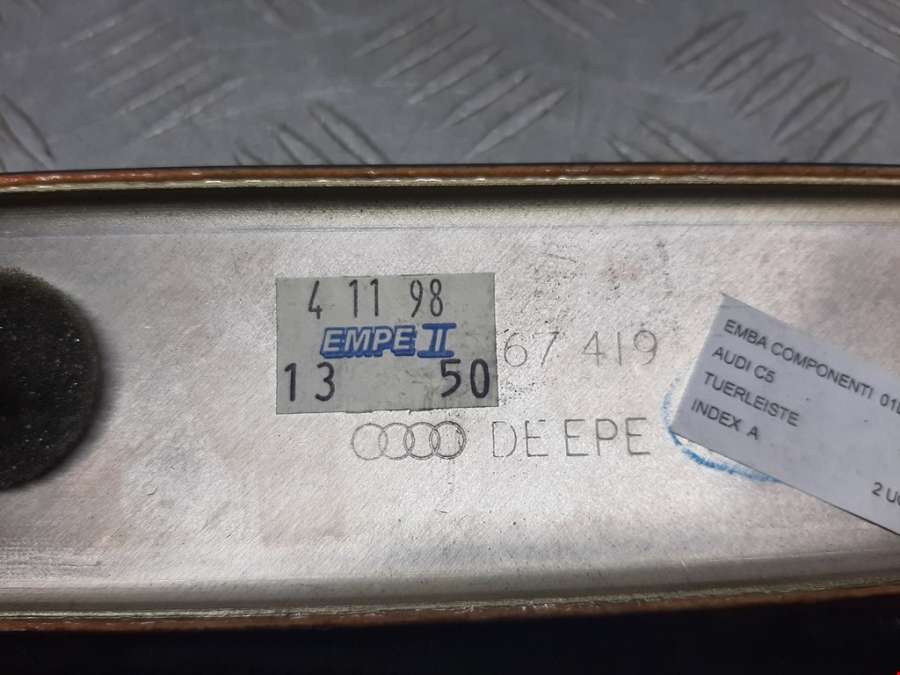 4 11 98
EMPE II
13 50
67 419
DE EPE
EMBA COMPONENTI
AUDI C5
TUERLEISTE
INDEX A